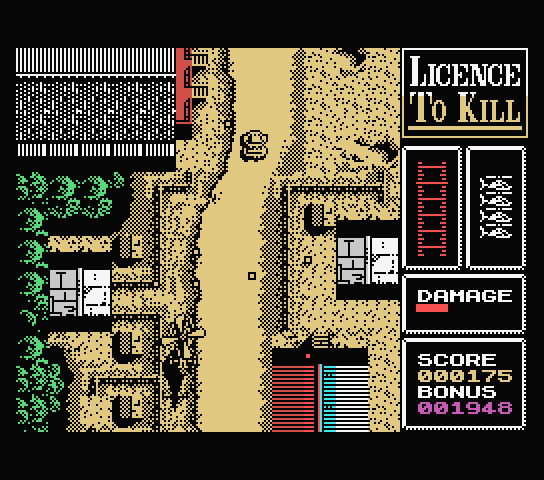 LICENCE
TO KILL
DAMAGE
SCORE
000175
BONUS
001948